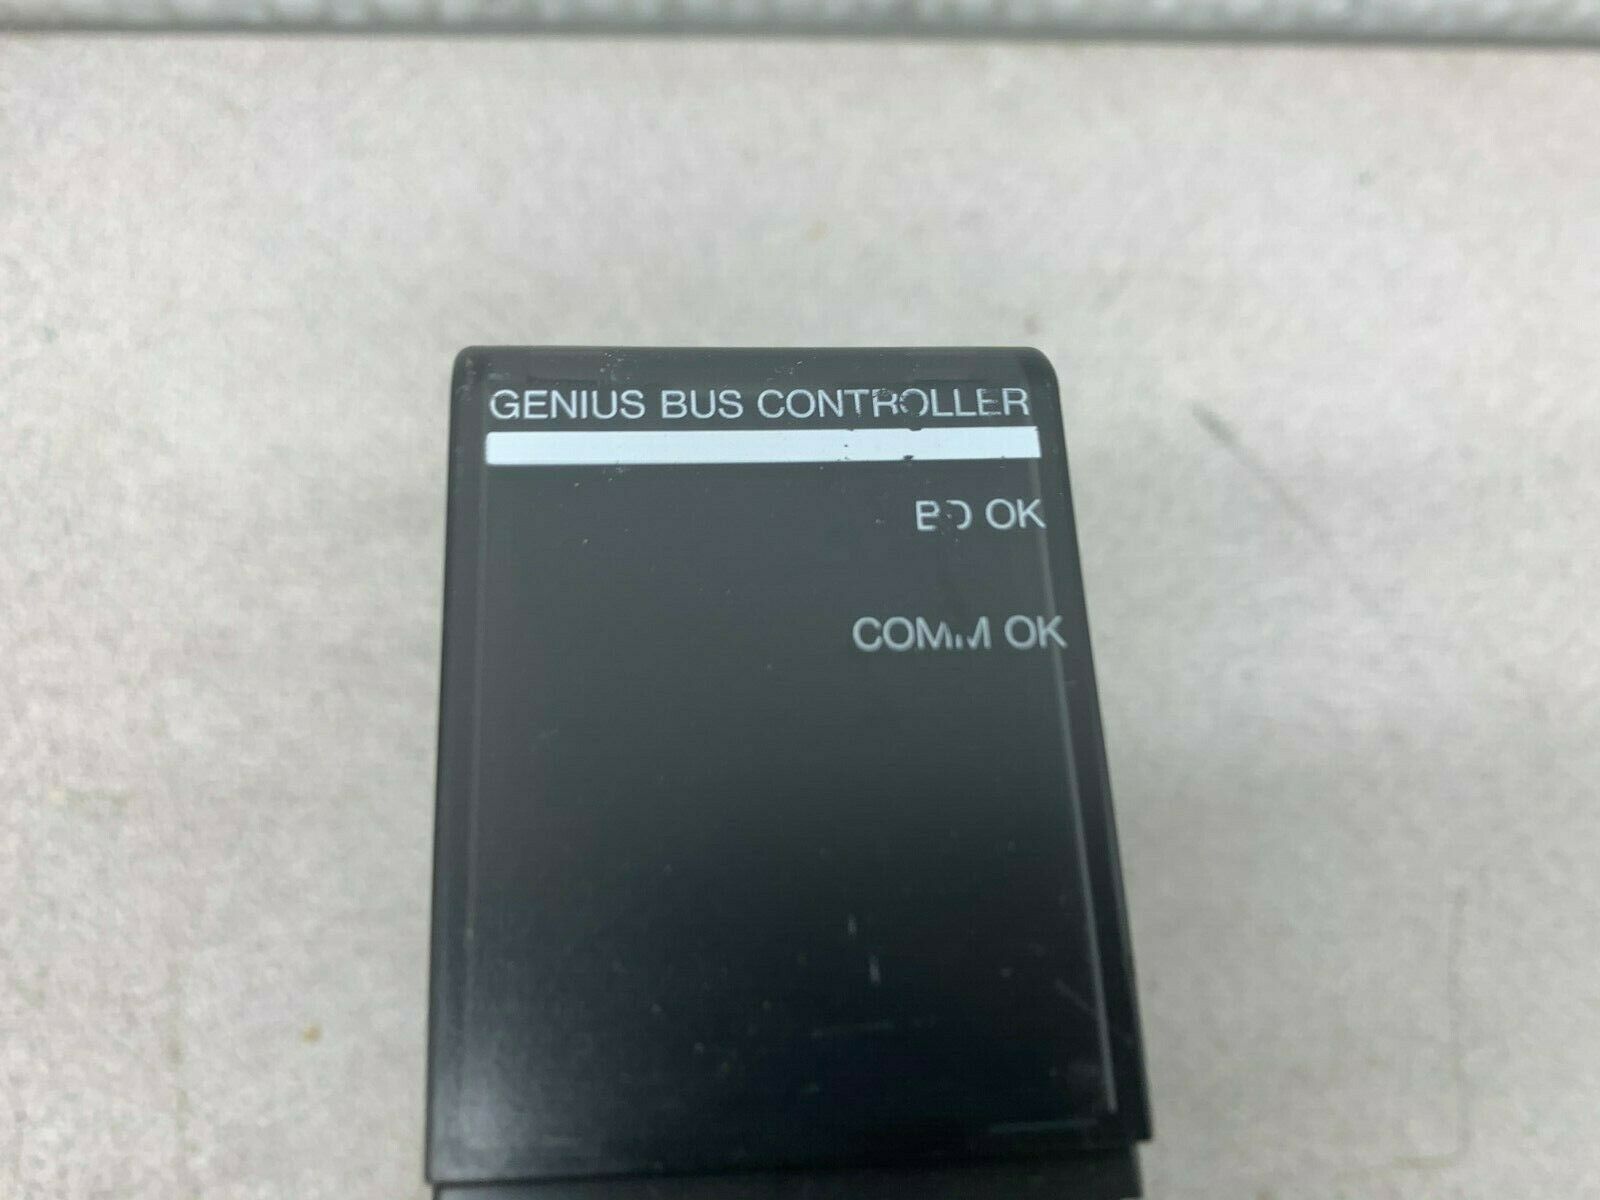 GENIUS BUS CONTROLLER
BD OK
COMM OK